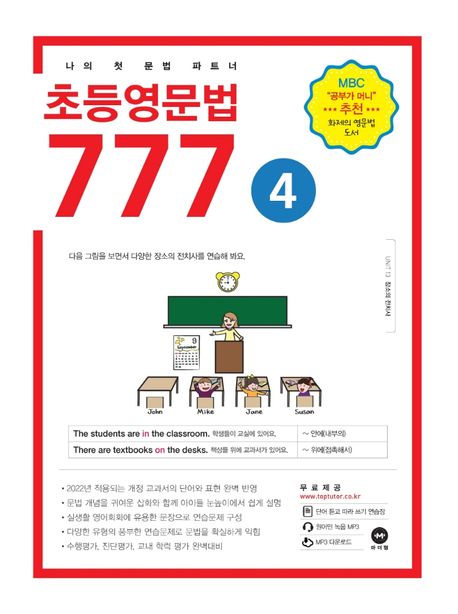 나의 첫 문법 파트너
초등영문법
777
4
MBC
"공부가 머니"
*** 추천 ***
화제의 영문법
도서
다음 그림을 보면서 다양한 장소의 전치사를 연습해 봐요.
UNIT 13 장소의 전치사
9
September
John
Mike
Jane
Susan
The students are in the classroom. 학생들이 교실에 있어요. ~ 안에(내부의)
There are textbooks on the desks. 책상들 위에 교과서가 있어요. ~ 위에(접촉해서)
• 2022년 적용되는 개정 교과서의 단어와 표현 완벽 반영
• 문법 개념을 귀여운 삽화와 함께 아이들 눈높이에서 쉽게 설명
• 실생활 영어회화에 유용한 문장으로 연습문제 구성
• 다양한 유형의 풍부한 연습문제로 문법을 확실하게 익힘
• 수행평가, 진단평가, 교내 학력 평가 완벽대비
무료제공
www.toptutor.co.kr
단어 듣고 따라 쓰기 연습장
원어민 녹음 MP3
MP3 다운로드
마더텅